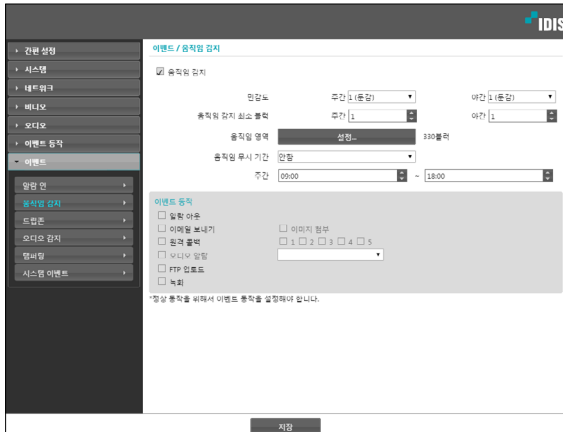 IDIS
간편 설정
시스템
네트워크
비디오
오디오
이벤트 동작
이벤트
알람 인
움직임 감지
트립존
오디오 감지
탬퍼링
시스템 이벤트
이벤트 / 움직임 감지
움직임 감지
민감도 주간 1 (둔감) 야간 1 (둔감)
움직임 감지 최소 블럭 주간 1 야간 1
움직임 영역 설정... 330블럭
움직임 무시 기간 안함
주간 09:00 ~ 18:00
이벤트 동작
알람 아웃
이메일 보내기 이미지 첨부
원격 콜백 1 2 3 4 5
오디오 알람
FTP 업로드
녹화
*정상 동작을 위해서 이벤트 동작을 설정해야 합니다.
저장